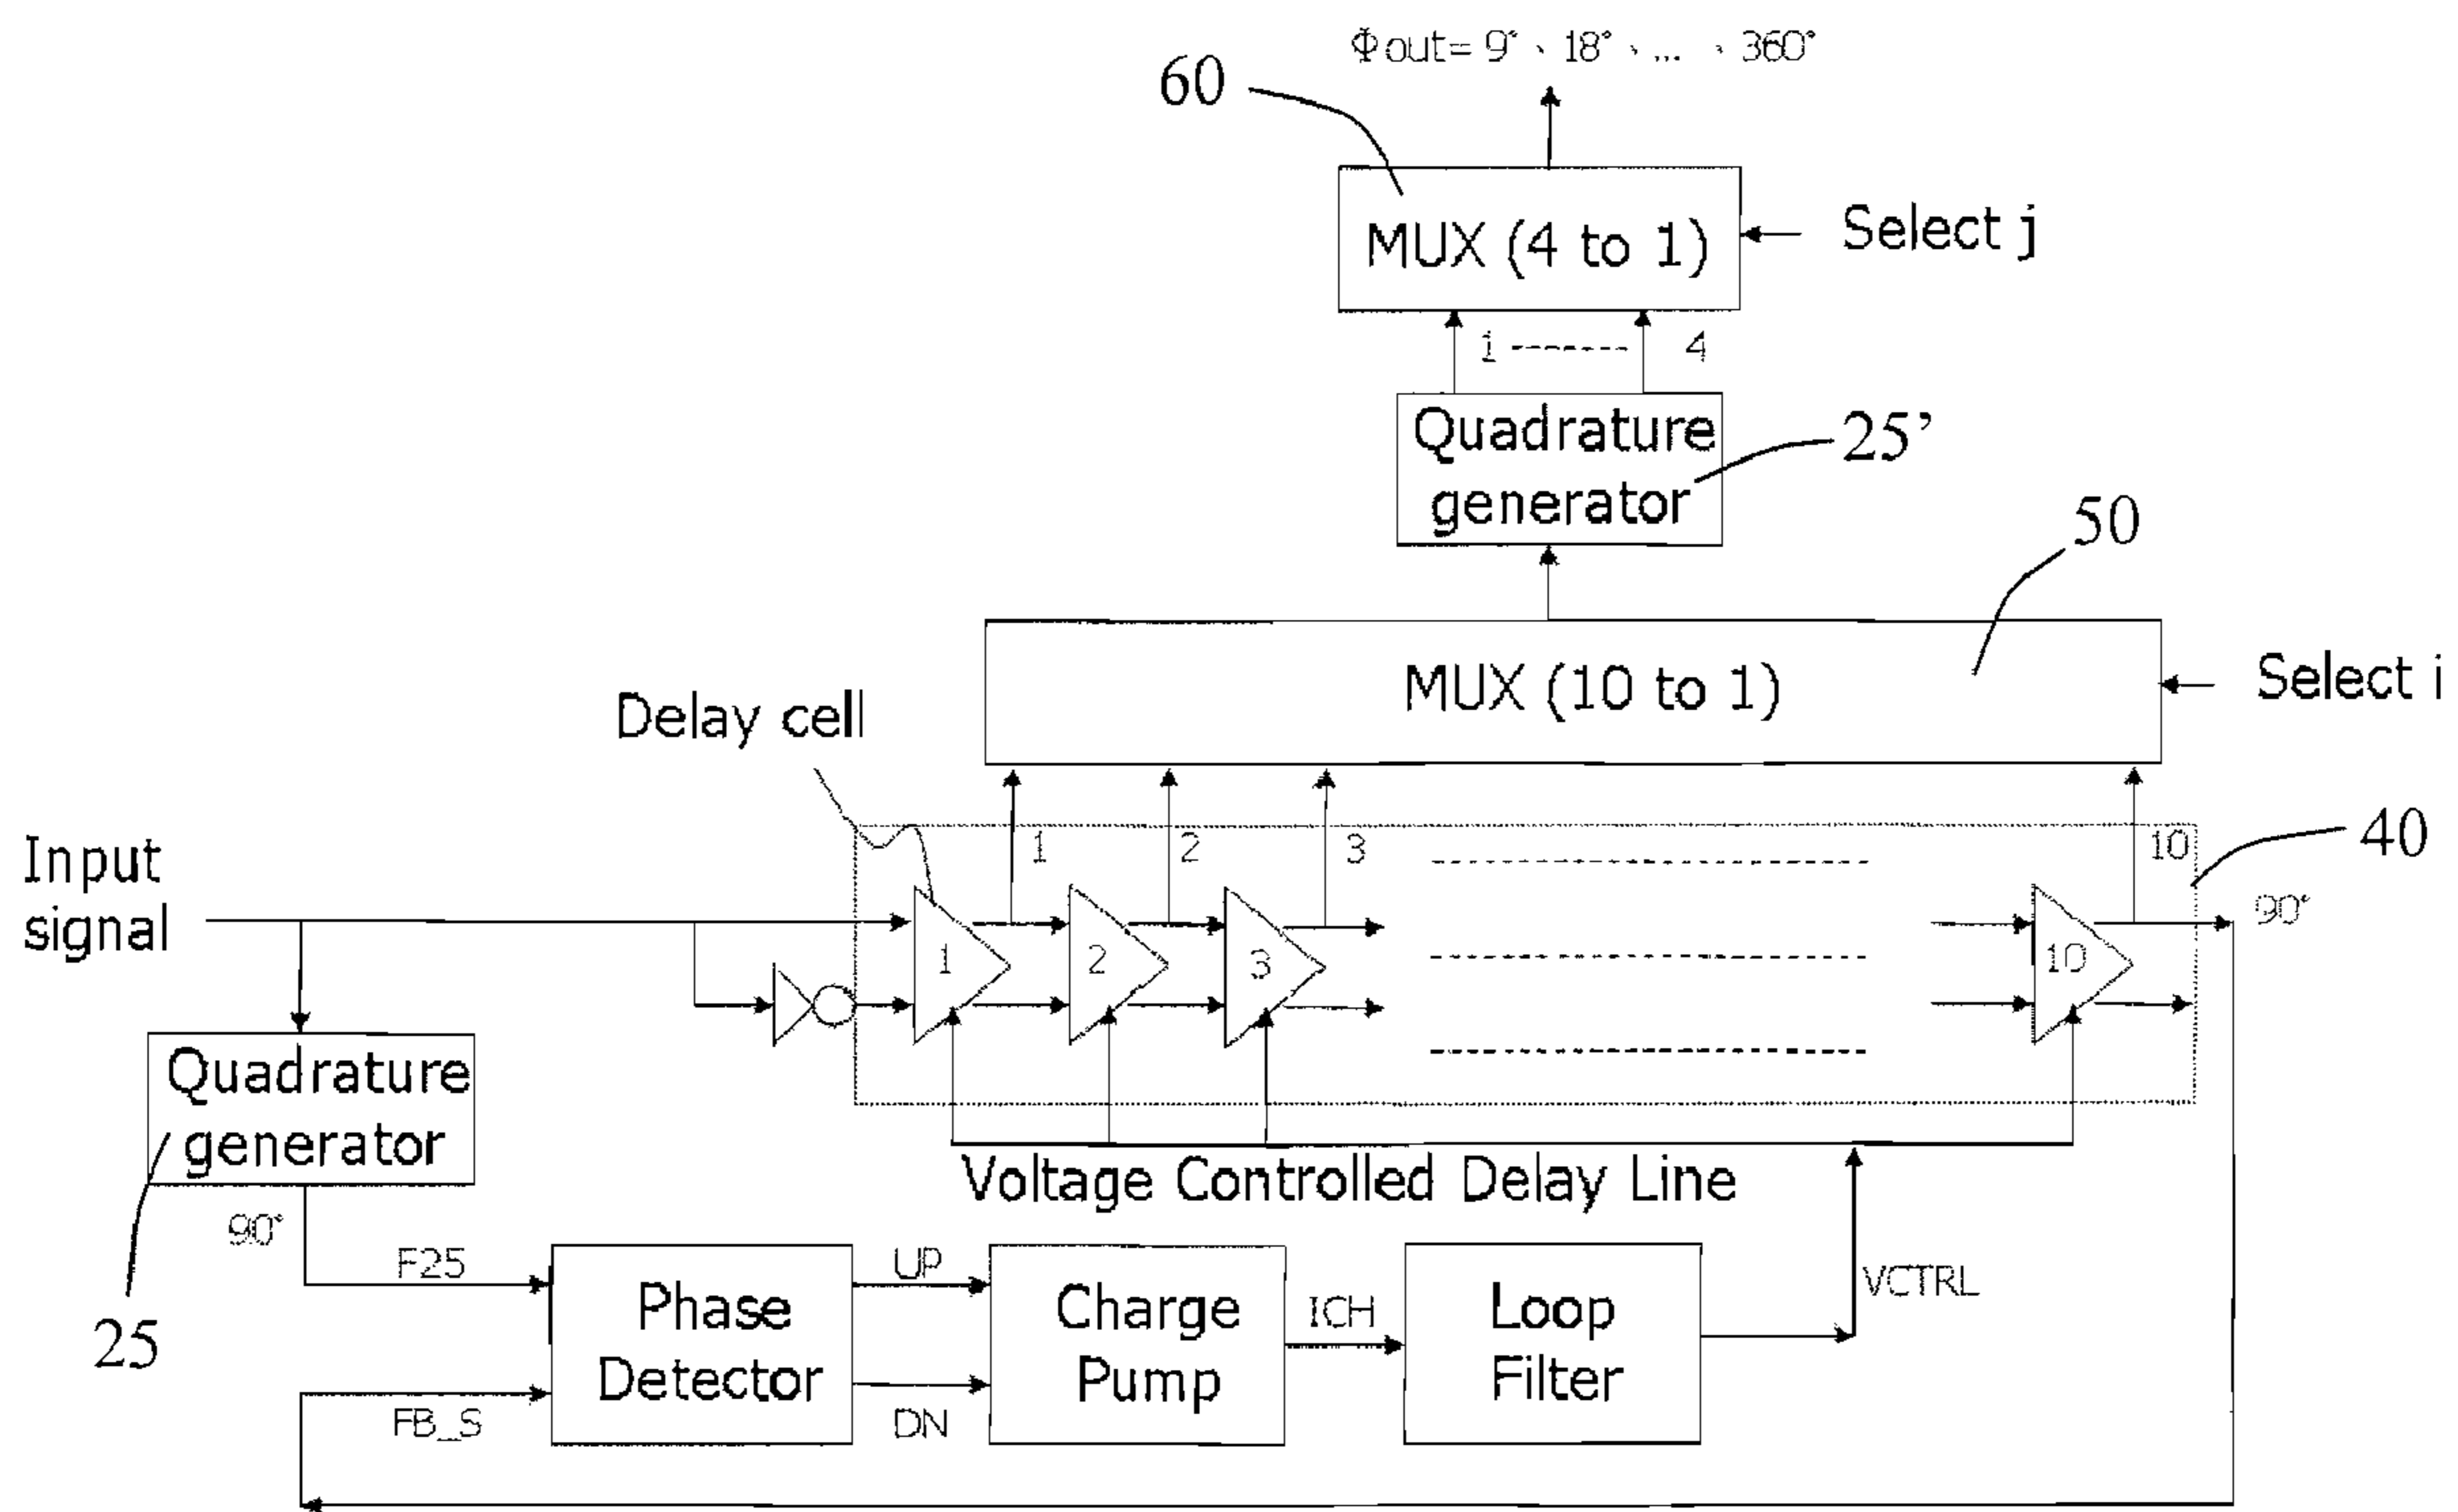 Φout= 9°、18°、...、360°
60
MUX (4 to 1)
Select j
1 ------- 4
Quadrature
generator
25’
50
MUX (10 to 1)
Select i
Delay cell
1
2
3
10
40
Input
signal
1
2
3
10
90°
Quadrature
generator
Voltage Controlled Delay Line
90°
F25
UP
25
Phase
Detector
Charge
Pump
ICH
Loop
Filter
VCTRL
FB_S
DN